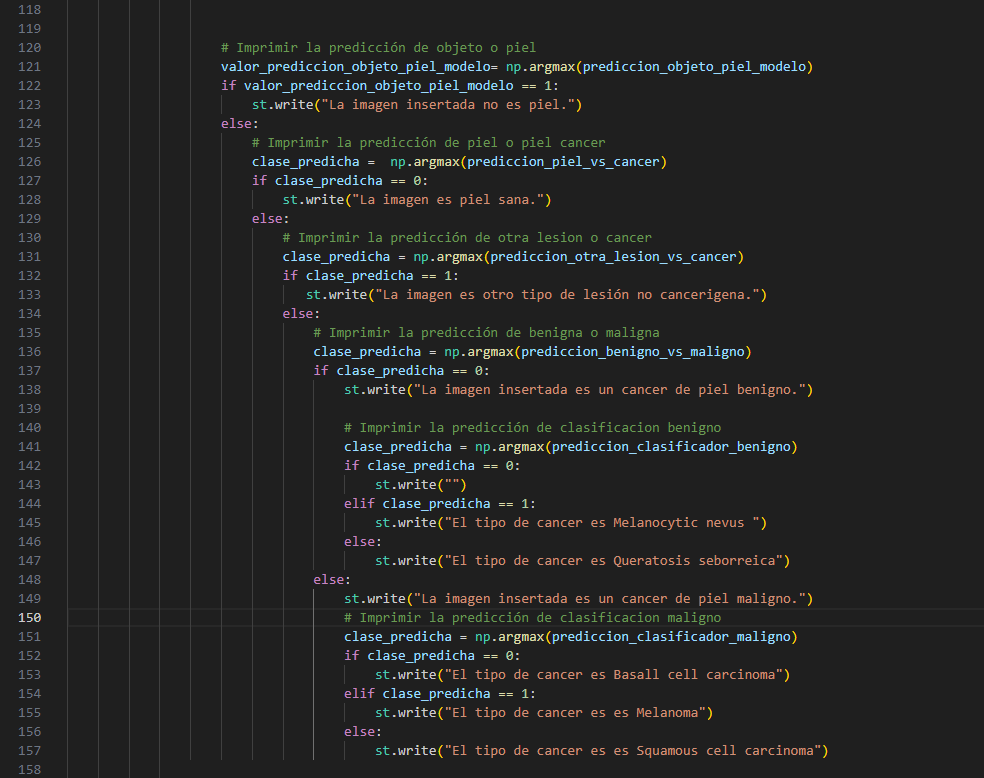 118
119
120 # Imprimir la predicción de objeto o piel
121 valor_prediccion_objeto_piel_modelo= np.argmax(prediccion_objeto_piel_modelo)
122 if valor_prediccion_objeto_piel_modelo == 1:
123 st.write("La imagen insertada no es piel.")
124 else:
125 # Imprimir la predicción de piel o piel cancer
126 clase_predicha =  np.argmax(prediccion_piel_vs_cancer)
127 if clase_predicha == 0:
128 st.write("La imagen es piel sana.")
129 else:
130 # Imprimir la predicción de otra lesion o cancer
131 clase_predicha = np.argmax(prediccion_otra_lesion_vs_cancer)
132 if clase_predicha == 1:
133 st.write("La imagen es otro tipo de lesión no cancerigena.")
134 else:
135 # Imprimir la predicción de benigna o maligna
136 clase_predicha = np.argmax(prediccion_benigno_vs_maligno)
137 if clase_predicha == 0:
138 st.write("La imagen insertada es un cancer de piel benigno.")
139
140 # Imprimir la predicción de clasificacion benigno
141 clase_predicha = np.argmax(prediccion_clasificador_benigno)
142 if clase_predicha == 0:
143 st.write("")
144 elif clase_predicha == 1:
145 st.write("El tipo de cancer es Melanocytic nevus ")
146 else:
147 st.write("El tipo de cancer es Queratosis seborreica")
148 else:
149 st.write("La imagen insertada es un cancer de piel maligno.")
150 # Imprimir la predicción de clasificacion maligno
151 clase_predicha = np.argmax(prediccion_clasificador_maligno)
152 if clase_predicha == 0:
153 st.write("El tipo de cancer es Basall cell carcinoma")
154 elif clase_predicha == 1:
155 st.write("El tipo de cancer es es Melanoma")
156 else:
157 st.write("El tipo de cancer es es Squamous cell carcinoma")
158